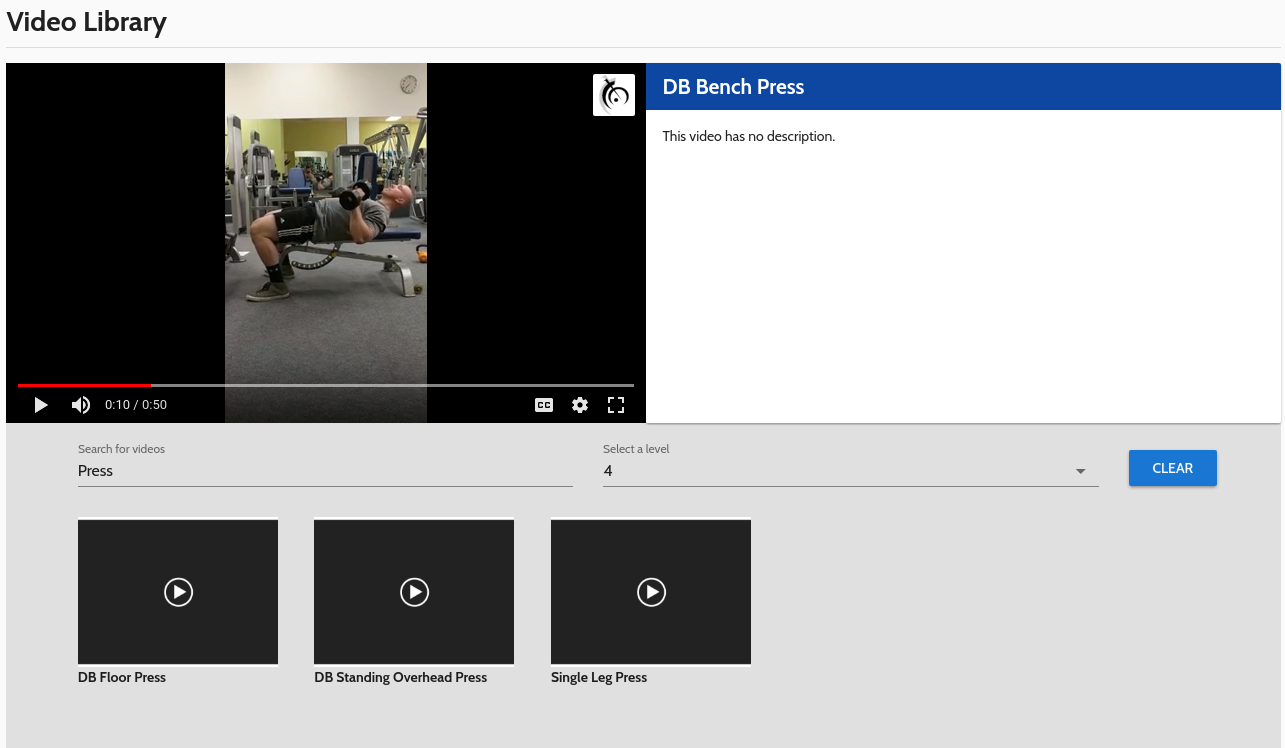 Video Library
DB Bench Press
This video has no description.
0:10 / 0:50
CC
Search for videos
Press
Select a level
4
CLEAR
DB Floor Press
DB Standing Overhead Press
Single Leg Press